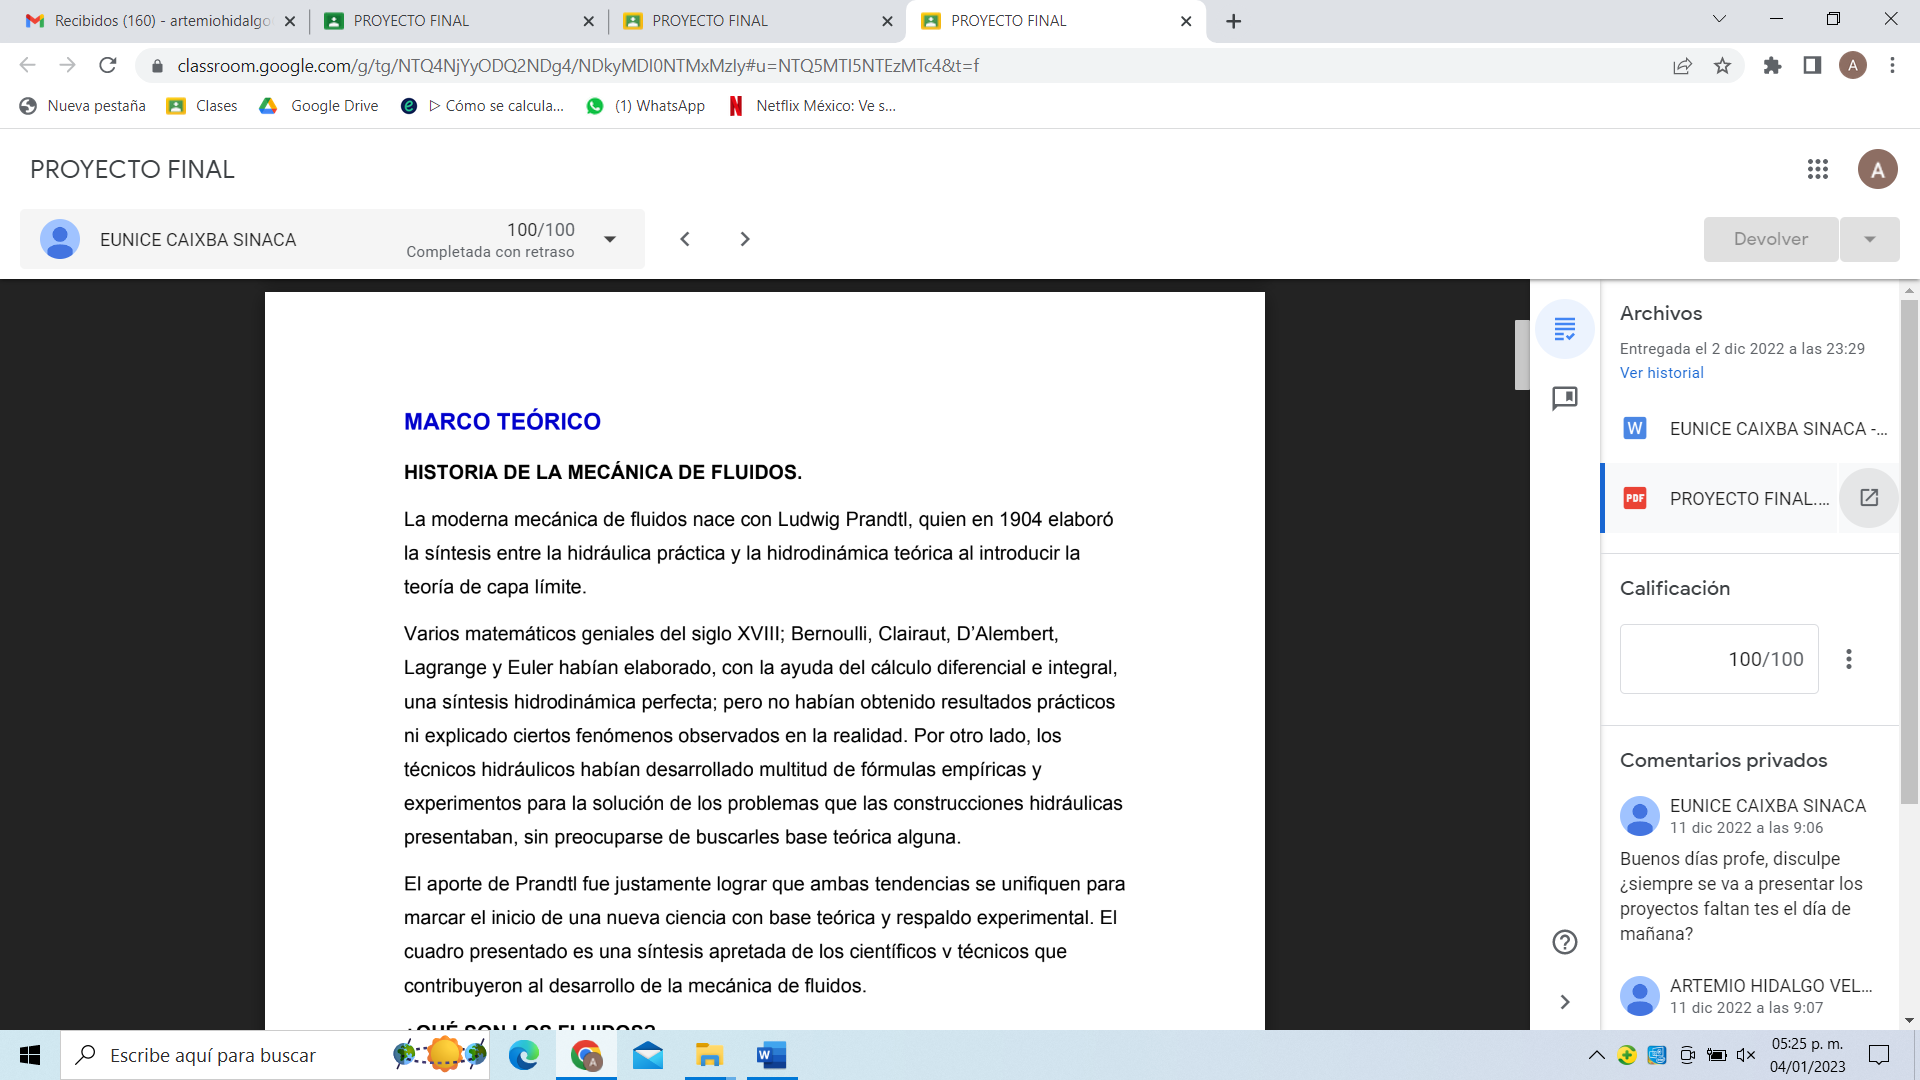 Recibidos (160) - artemiohidalgo
PROYECTO FINAL
PROYECTO FINAL
PROYECTO FINAL
classroom.google.com/g/tg/NTQ4NjYyODQ2NDg4/NDkyMDI0NTMxMzIy#u=NTQ5MTI5NTEzMTc4&t=f
A
Nueva pestaña
Clases
Google Drive
▷ Cómo se calcula...
(1) WhatsApp
Netflix México: Ve s...
PROYECTO FINAL
A
EUNICE CAIXBA SINACA
100/100
Completada con retraso
Devolver
MARCO TEÓRICO
HISTORIA DE LA MECÁNICA DE FLUIDOS.
La moderna mecánica de fluidos nace con Ludwig Prandtl, quien en 1904 elaboró
la síntesis entre la hidráulica práctica y la hidrodinámica teórica al introducir la
teoría de capa límite.
Varios matemáticos geniales del siglo XVIII; Bernoulli, Clairaut, D’Alembert,
Lagrange y Euler habían elaborado, con la ayuda del cálculo diferencial e integral,
una síntesis hidrodinámica perfecta; pero no habían obtenido resultados prácticos
ni explicado ciertos fenómenos observados en la realidad. Por otro lado, los
técnicos hidráulicos habían desarrollado multitud de fórmulas empíricas y
experimentos para la solución de los problemas que las construcciones hidráulicas
presentaban, sin preocuparse de buscarles base teórica alguna.
El aporte de Prandtl fue justamente lograr que ambas tendencias se unifiquen para
marcar el inicio de una nueva ciencia con base teórica y respaldo experimental. El
cuadro presentado es una síntesis apretada de los científicos v técnicos que
contribuyeron al desarrollo de la mecánica de fluidos.
¿QUÉ SON LOS FLUIDOS?
Archivos
Entregada el 2 dic 2022 a las 23:29
Ver historial
W
EUNICE CAIXBA SINACA -...
PDF
PROYECTO FINAL....
Calificación
100/100
Comentarios privados
EUNICE CAIXBA SINACA
11 dic 2022 a las 9:06
Buenos días profe, disculpe
¿siempre se va a presentar los
proyectos faltan tes el día de
mañana?
ARTEMIO HIDALGO VEL...
11 dic 2022 a las 9:07
Escribe aquí para buscar
A
W
05:25 p. m.
04/01/2023